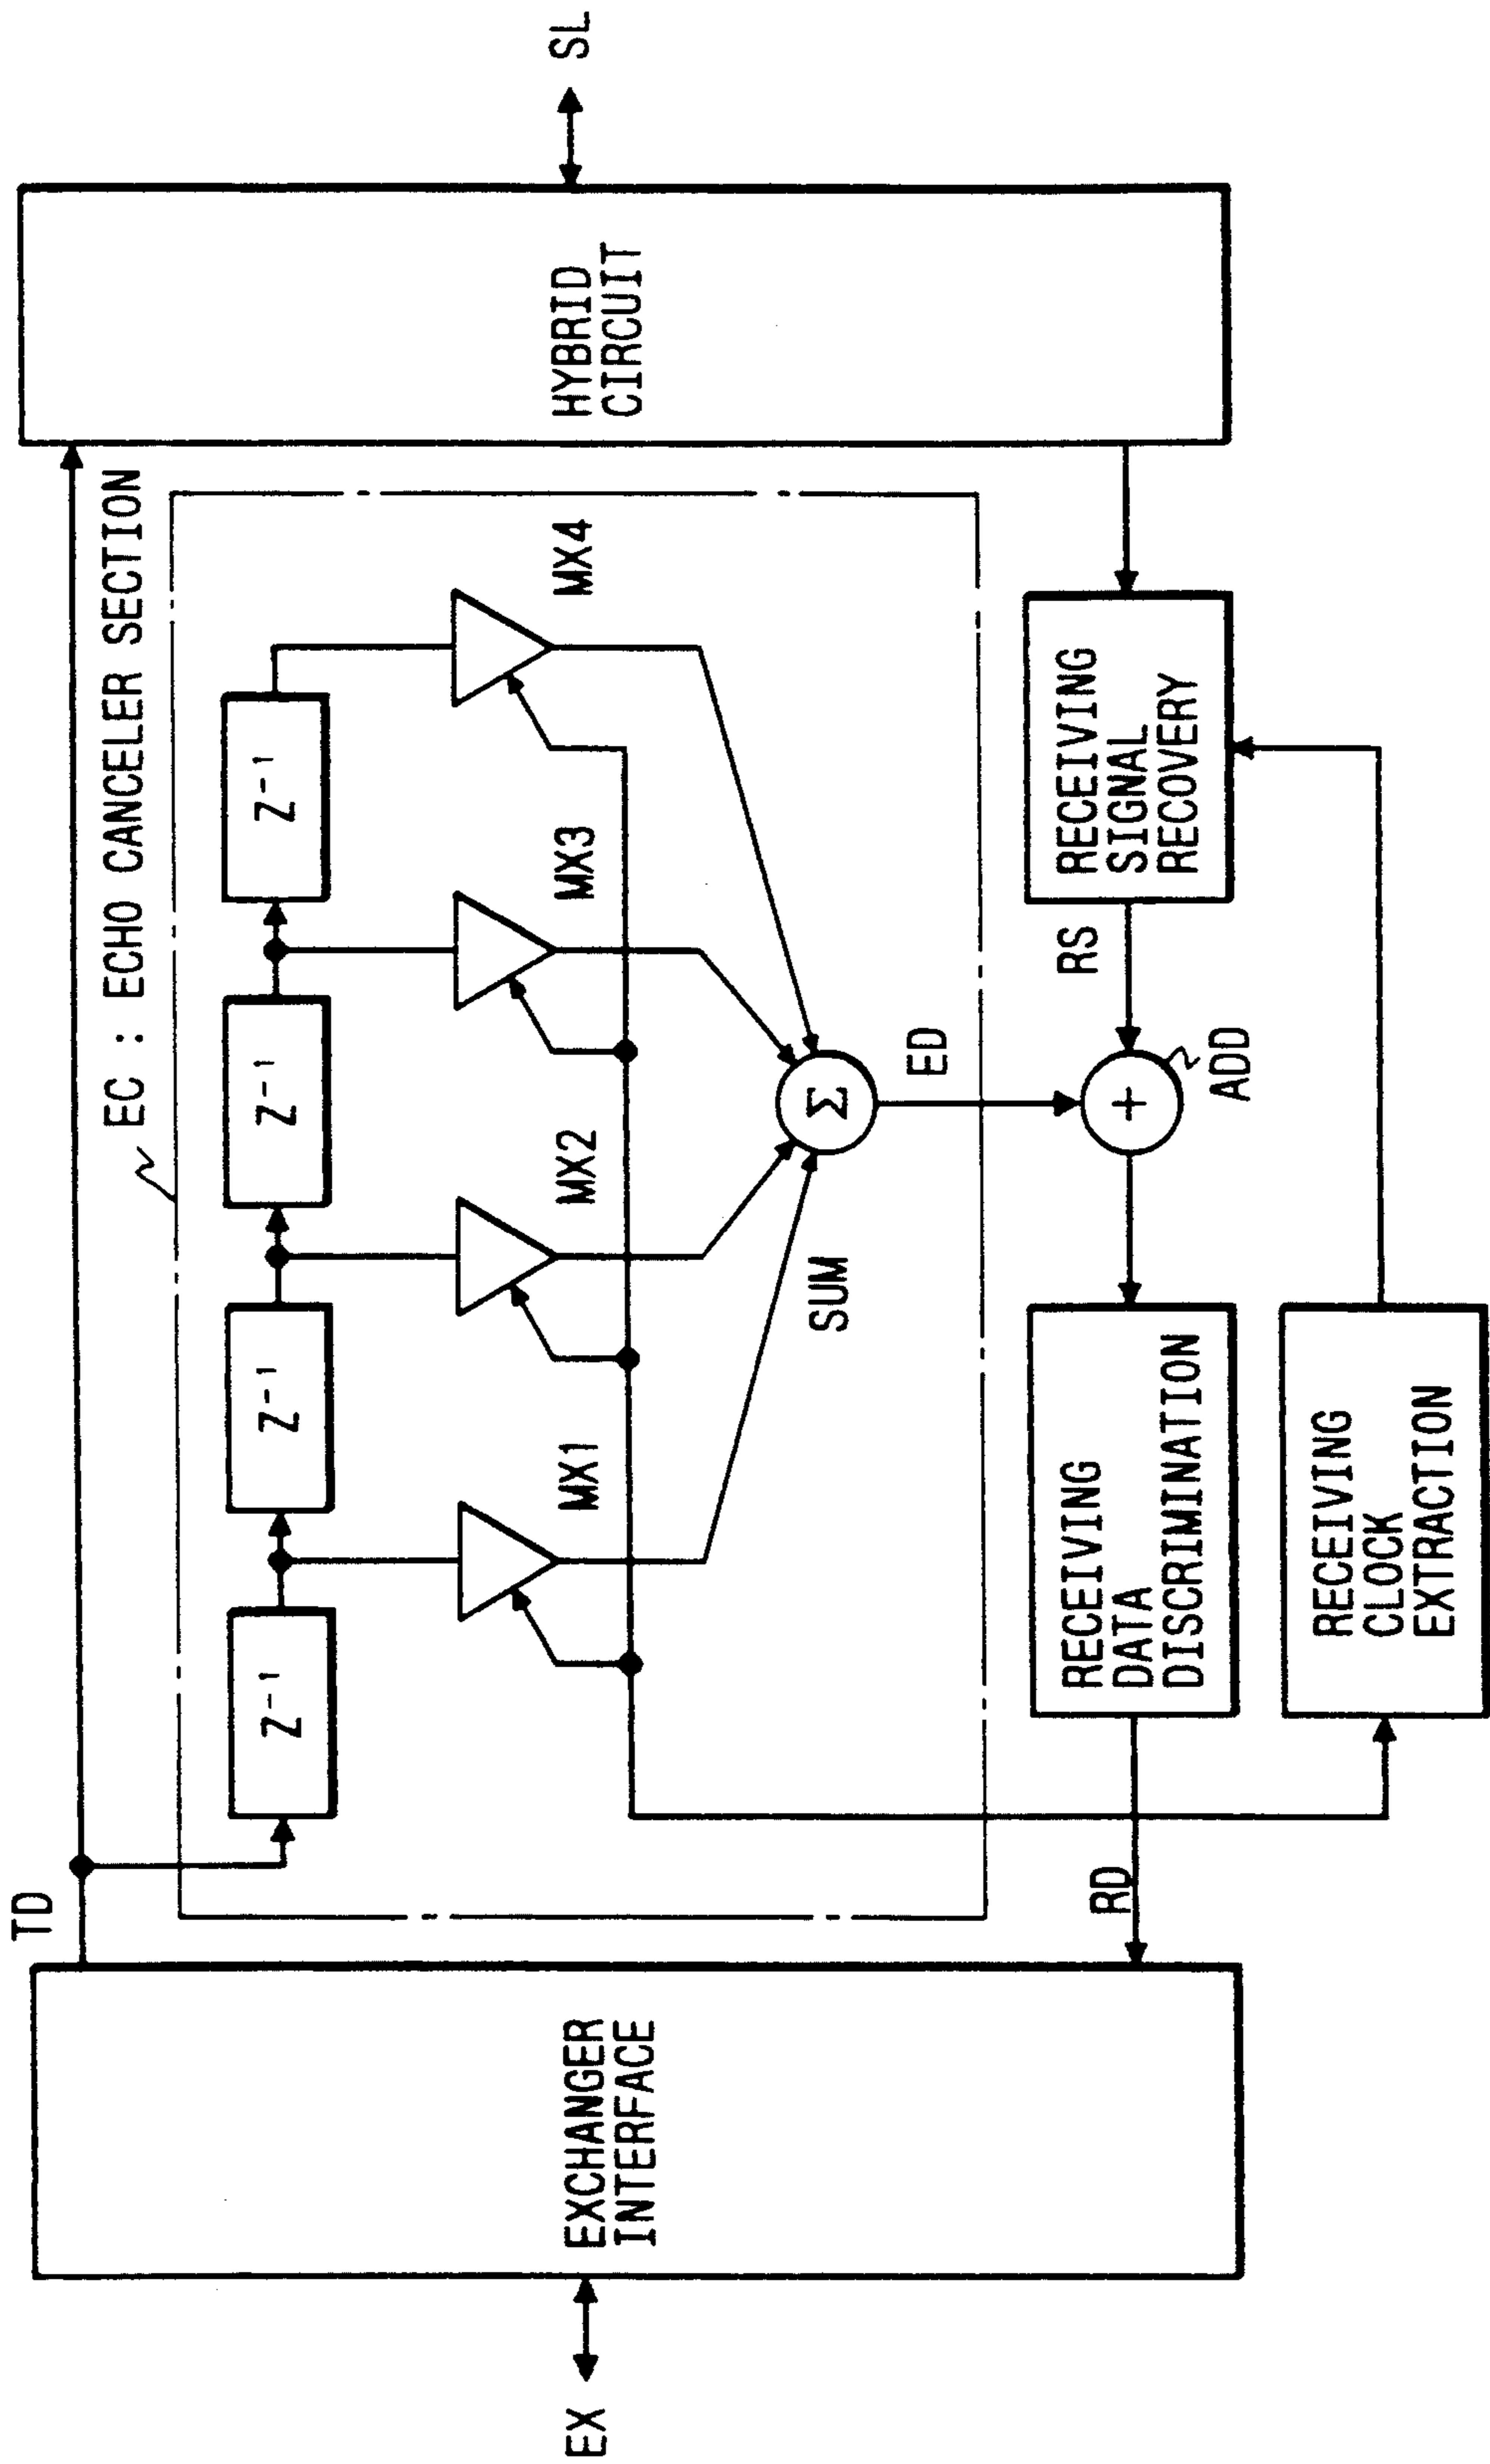 TD
EC : ECHO CANCELER SECTION
Z⁻¹
Z⁻¹
Z⁻¹
Z⁻¹
MX1
MX2
MX3
MX4
EX
EXCHANGER
INTERFACE
HYBRID
CIRCUIT
SL
SUM
Σ
ED
RD
RECEIVING
DATA
DISCRIMINATION
+
ADD
RS
RECEIVING
SIGNAL
RECOVERY
RECEIVING
CLOCK
EXTRACTION